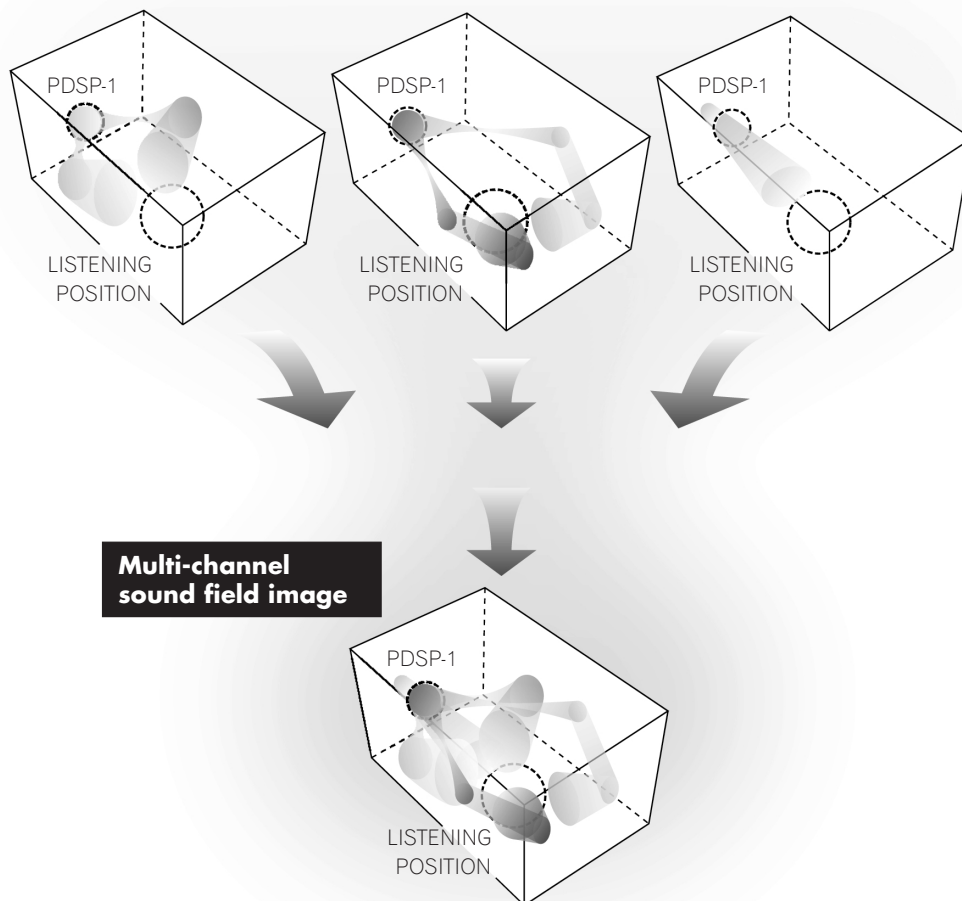 PDSP-1
LISTENING
POSITION
PDSP-1
LISTENING
POSITION
PDSP-1
LISTENING
POSITION
Multi-channel
sound field image
PDSP-1
LISTENING
POSITION